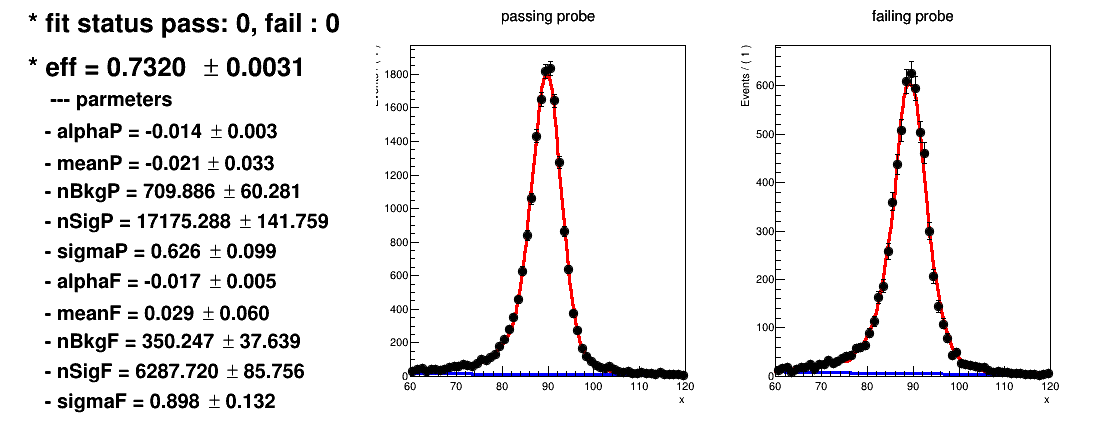 * fit status pass: 0, fail : 0
* eff = 0.7320 ± 0.0031
--- parmeters
- alphaP = -0.014 ± 0.003
- meanP = -0.021 ± 0.033
- nBkgP = 709.886 ± 60.281
- nSigP = 17175.288 ± 141.759
- sigmaP = 0.626 ± 0.099
- alphaF = -0.017 ± 0.005
- meanF = 0.029 ± 0.060
- nBkgF = 350.247 ± 37.639
- nSigF = 6287.720 ± 85.756
- sigmaF = 0.898 ± 0.132
passing probe
1800
1600
1400
1200
1000
800
600
400
200
0
60 70 80 90 100 110 120
x
failing probe
Events / ( 1 )
600
500
400
300
200
100
0
60 70 80 90 100 110 120
x